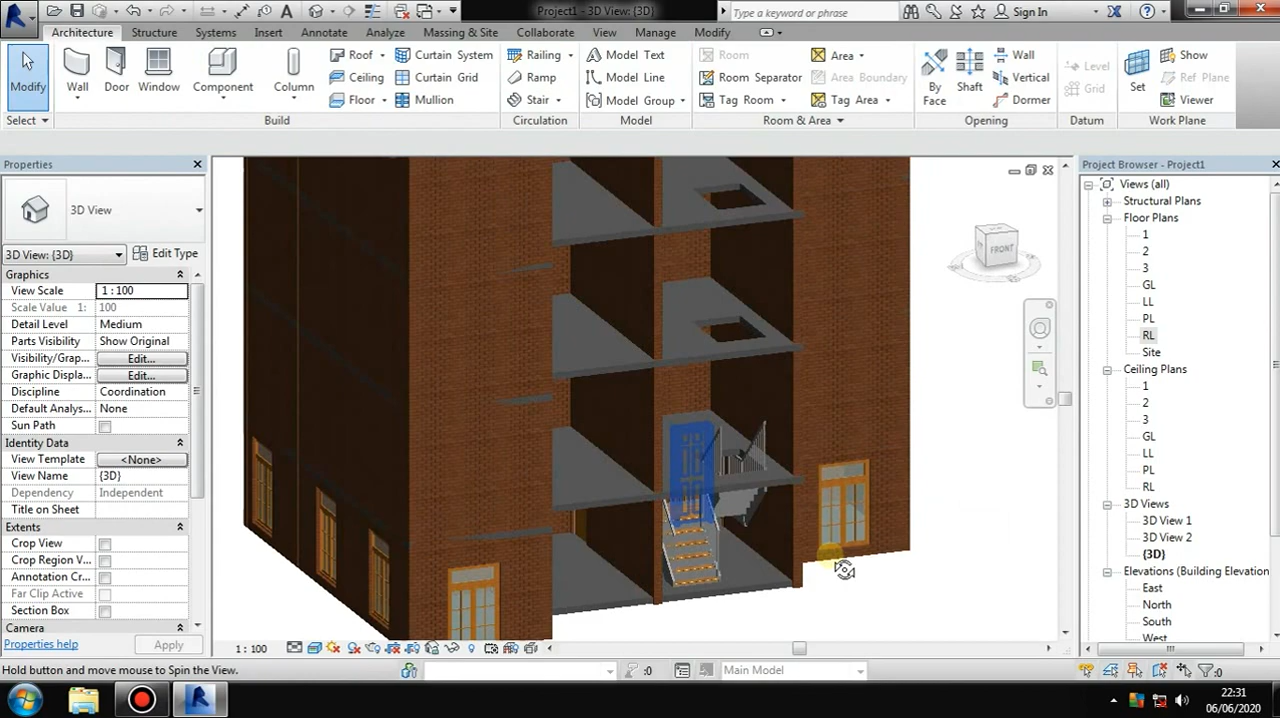 Project1 - 3D View: {3D}
Type a keyword or phrase
Sign In
Architecture Structure Systems Insert Annotate Analyze Massing & Site Collaborate View Manage Modify
Modify
Wall
Door
Window
Component
Column
Roof
Ceiling
Floor
Curtain System
Curtain Grid
Mullion
Railing
Ramp
Stair
Model Text
Model Line
Model Group
Room
Room Separator
Tag Room
Area
Area Boundary
Tag Area
By
Face
Shaft
Wall
Vertical
Dormer
Level
Grid
Set
Show
Ref Plane
Viewer
Select Build Circulation Model Room & Area Opening Datum Work Plane
Properties
3D View
3D View: {3D} Edit Type
Graphics
View Scale 1 : 100
Scale Value 1: 100
Detail Level Medium
Parts Visibility Show Original
Visibility/Grap... Edit...
Graphic Displa... Edit...
Discipline Coordination
Default Analys... None
Sun Path
Identity Data
View Template <None>
View Name {3D}
Dependency Independent
Title on Sheet
Extents
Crop View
Crop Region V...
Annotation Cr...
Far Clip Active
Section Box
Camera
Properties help Apply
FRONT
Project Browser - Project1
Views (all)
Structural Plans
Floor Plans
1
2
3
GL
LL
PL
RL
Site
Ceiling Plans
1
2
3
GL
LL
PL
RL
3D Views
3D View 1
3D View 2
{3D}
Elevations (Building Elevation
East
North
South
West
1 : 100
Hold button and move mouse to Spin the View.
:0
Main Model
:0
22:31
06/06/2020